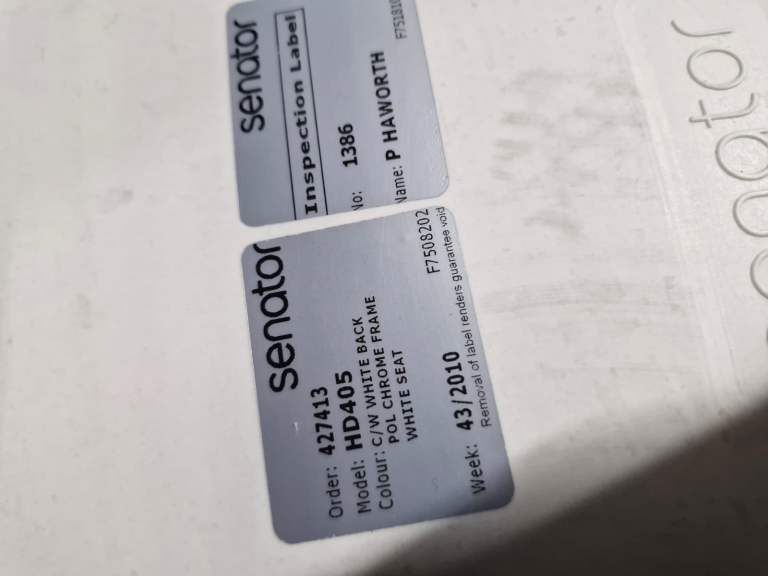 senator
Inspection Label
No: 1386
Name: P HAWORTH
senator
Order: 427413
Model: HD405
Colour: C/W WHITE BACK
POL CHROME FRAME
WHITE SEAT
F7508202
Week: 43/2010
Removal of label renders guarantee void